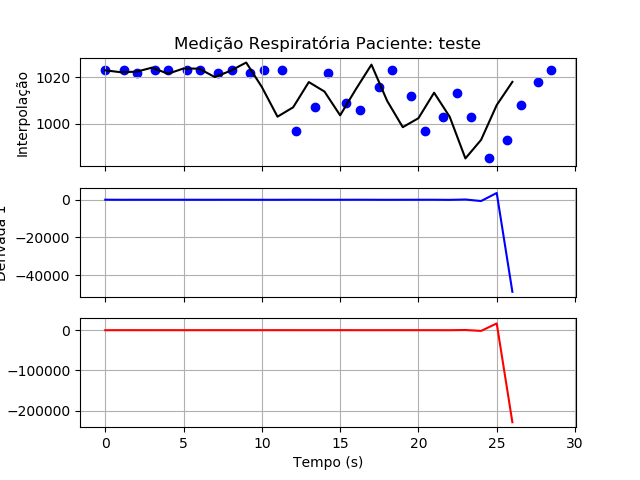 Medição Respiratória Paciente: teste
Interpolação
1020
1000
Derivada 1
0
−20000
−40000
0
−100000
−200000
0 5 10 15 20 25 30
Tempo (s)